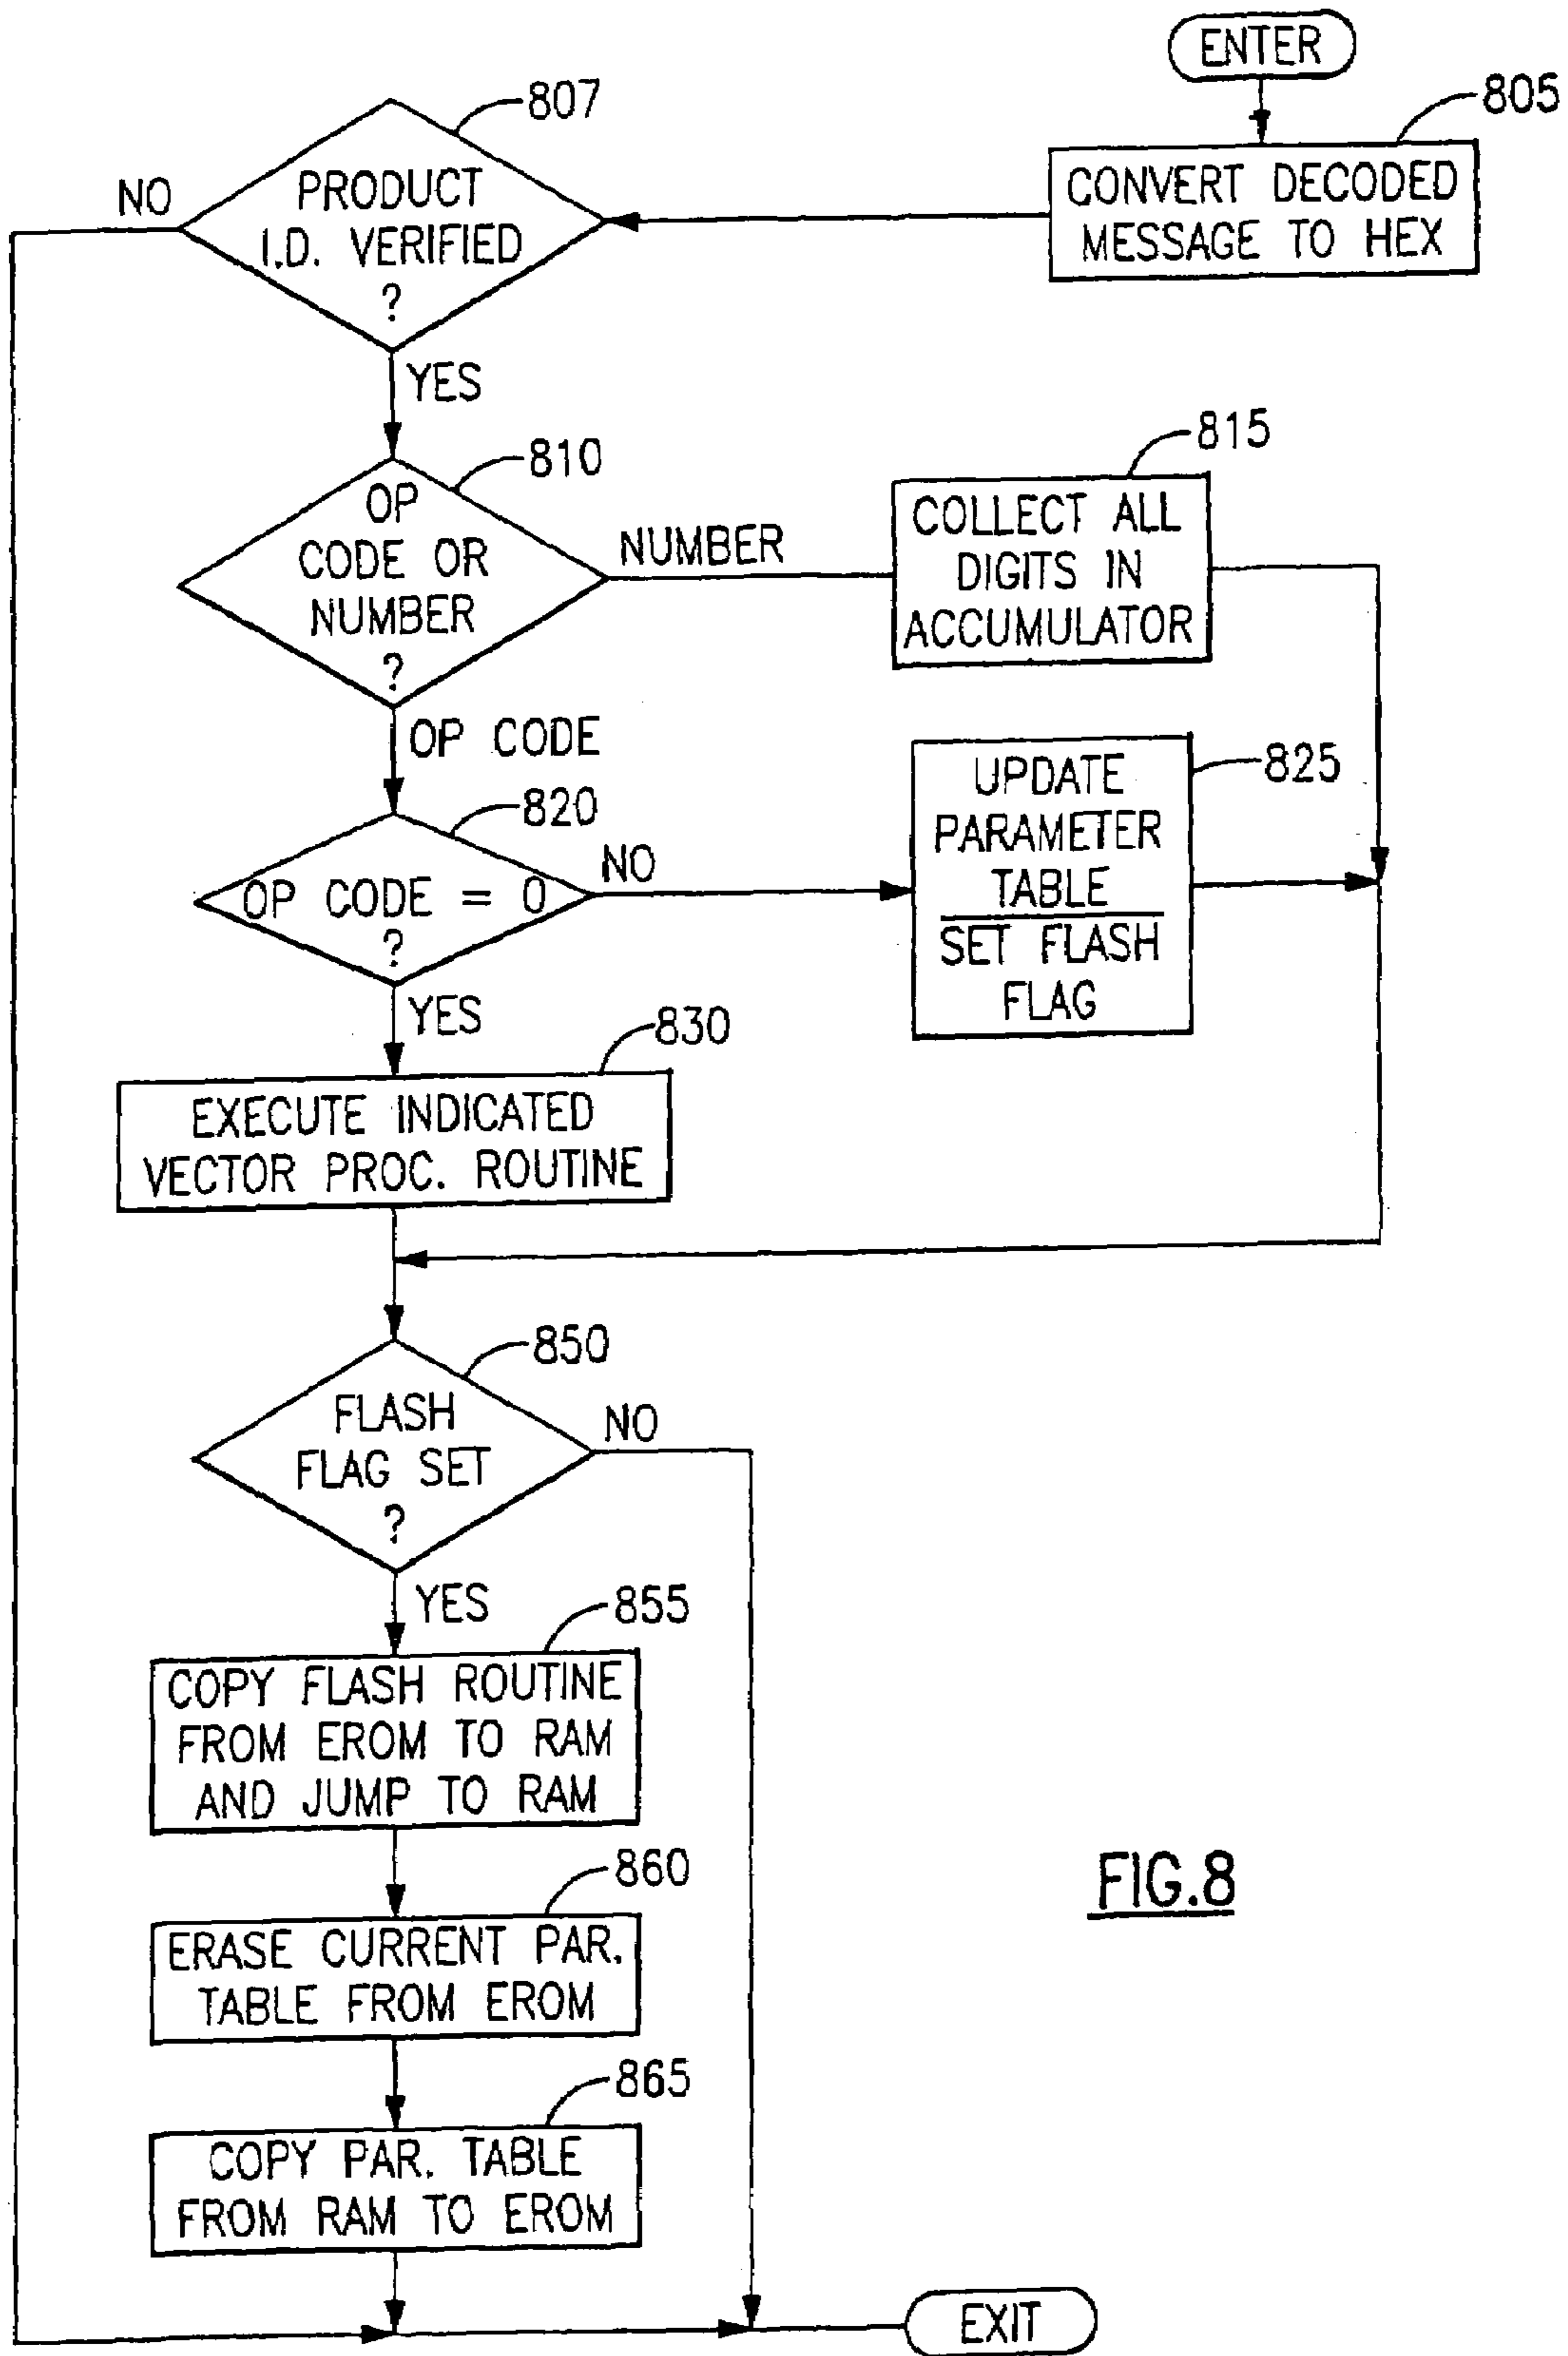 ENTER
805
CONVERT DECODED
MESSAGE TO HEX
807
PRODUCT
I.D. VERIFIED
?
NO
YES
810
OP
CODE OR
NUMBER
?
NUMBER
815
COLLECT ALL
DIGITS IN
ACCUMULATOR
OP CODE
820
OP CODE = 0
?
NO
825
UPDATE
PARAMETER
TABLE
SET FLASH
FLAG
YES
830
EXECUTE INDICATED
VECTOR PROC. ROUTINE
850
FLASH
FLAG SET
?
NO
YES
855
COPY FLASH ROUTINE
FROM EROM TO RAM
AND JUMP TO RAM
860
ERASE CURRENT PAR.
TABLE FROM EROM
865
COPY PAR. TABLE
FROM RAM TO EROM
EXIT
FIG.8